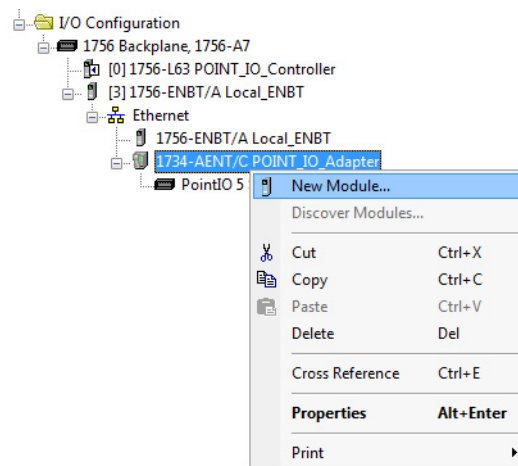 I/O Configuration
1756 Backplane, 1756-A7
[0] 1756-L63 POINT_IO_Controller
[3] 1756-ENBT/A Local_ENBT
Ethernet
1756-ENBT/A Local_ENBT
1734-AENT/C POINT_IO_Adapter
PointIO 5
New Module...
Discover Modules...
Cut Ctrl+X
Copy Ctrl+C
Paste Ctrl+V
Delete Del
Cross Reference Ctrl+E
Properties Alt+Enter
Print